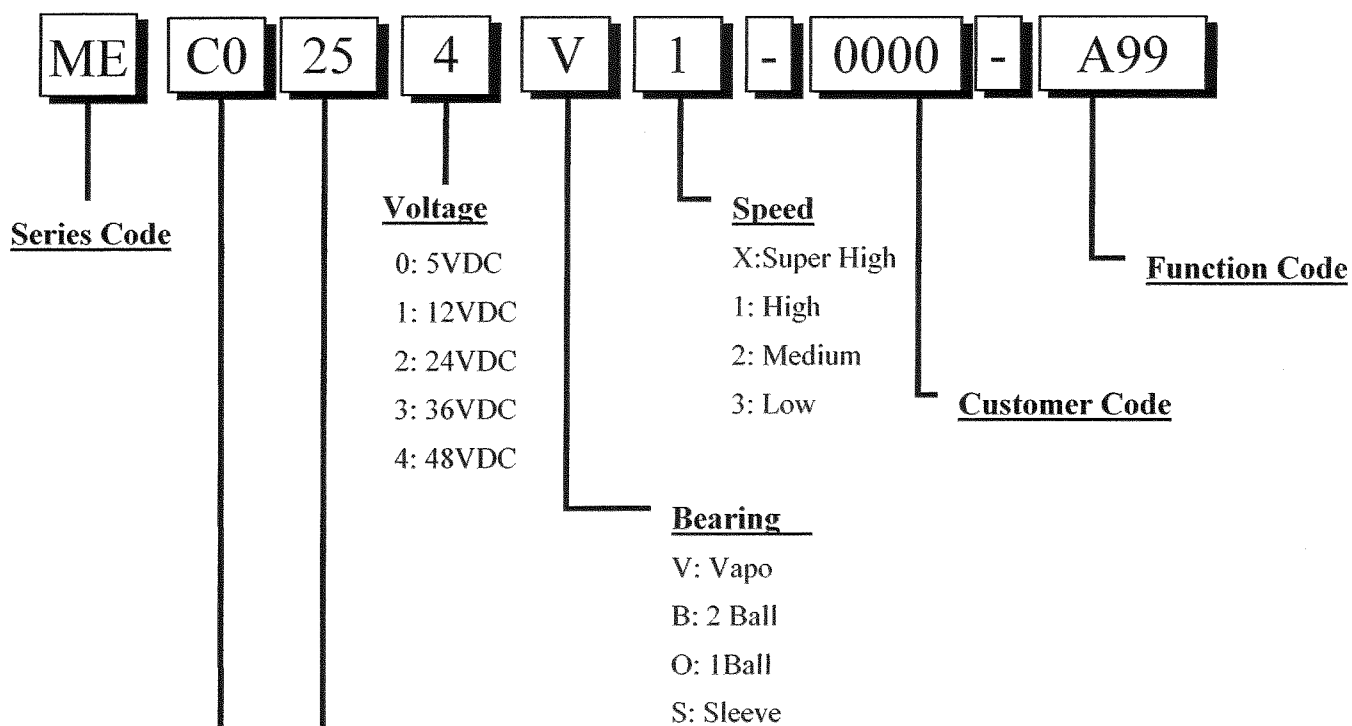 ME C0 25 4 V 1 - 0000 - A99
Series Code
Voltage
0: 5VDC
1: 12VDC
2: 24VDC
3: 36VDC
4: 48VDC
Speed
X:Super High
1: High
2: Medium
3: Low
Function Code
Customer Code
Bearing
V: Vapo
B: 2 Ball
O: 1Ball
S: Sleeve